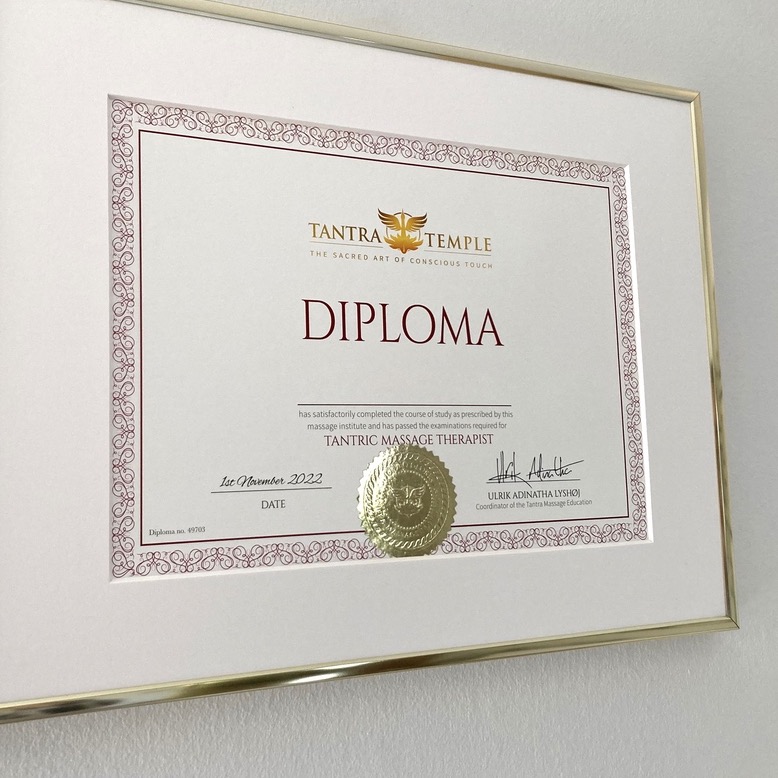 TANTRA TEMPLE
THE SACRED ART OF CONSCIOUS TOUCH
DIPLOMA
has satisfactorily completed the course of study as prescribed by this
massage institute and has passed the examinations required for
TANTRIC MASSAGE THERAPIST
1st November 2022
DATE
Ulrik Adinatha
ULRIK ADINATHA LYSHØJ
Coordinator of the Tantra Massage Education
Diploma no. 49703